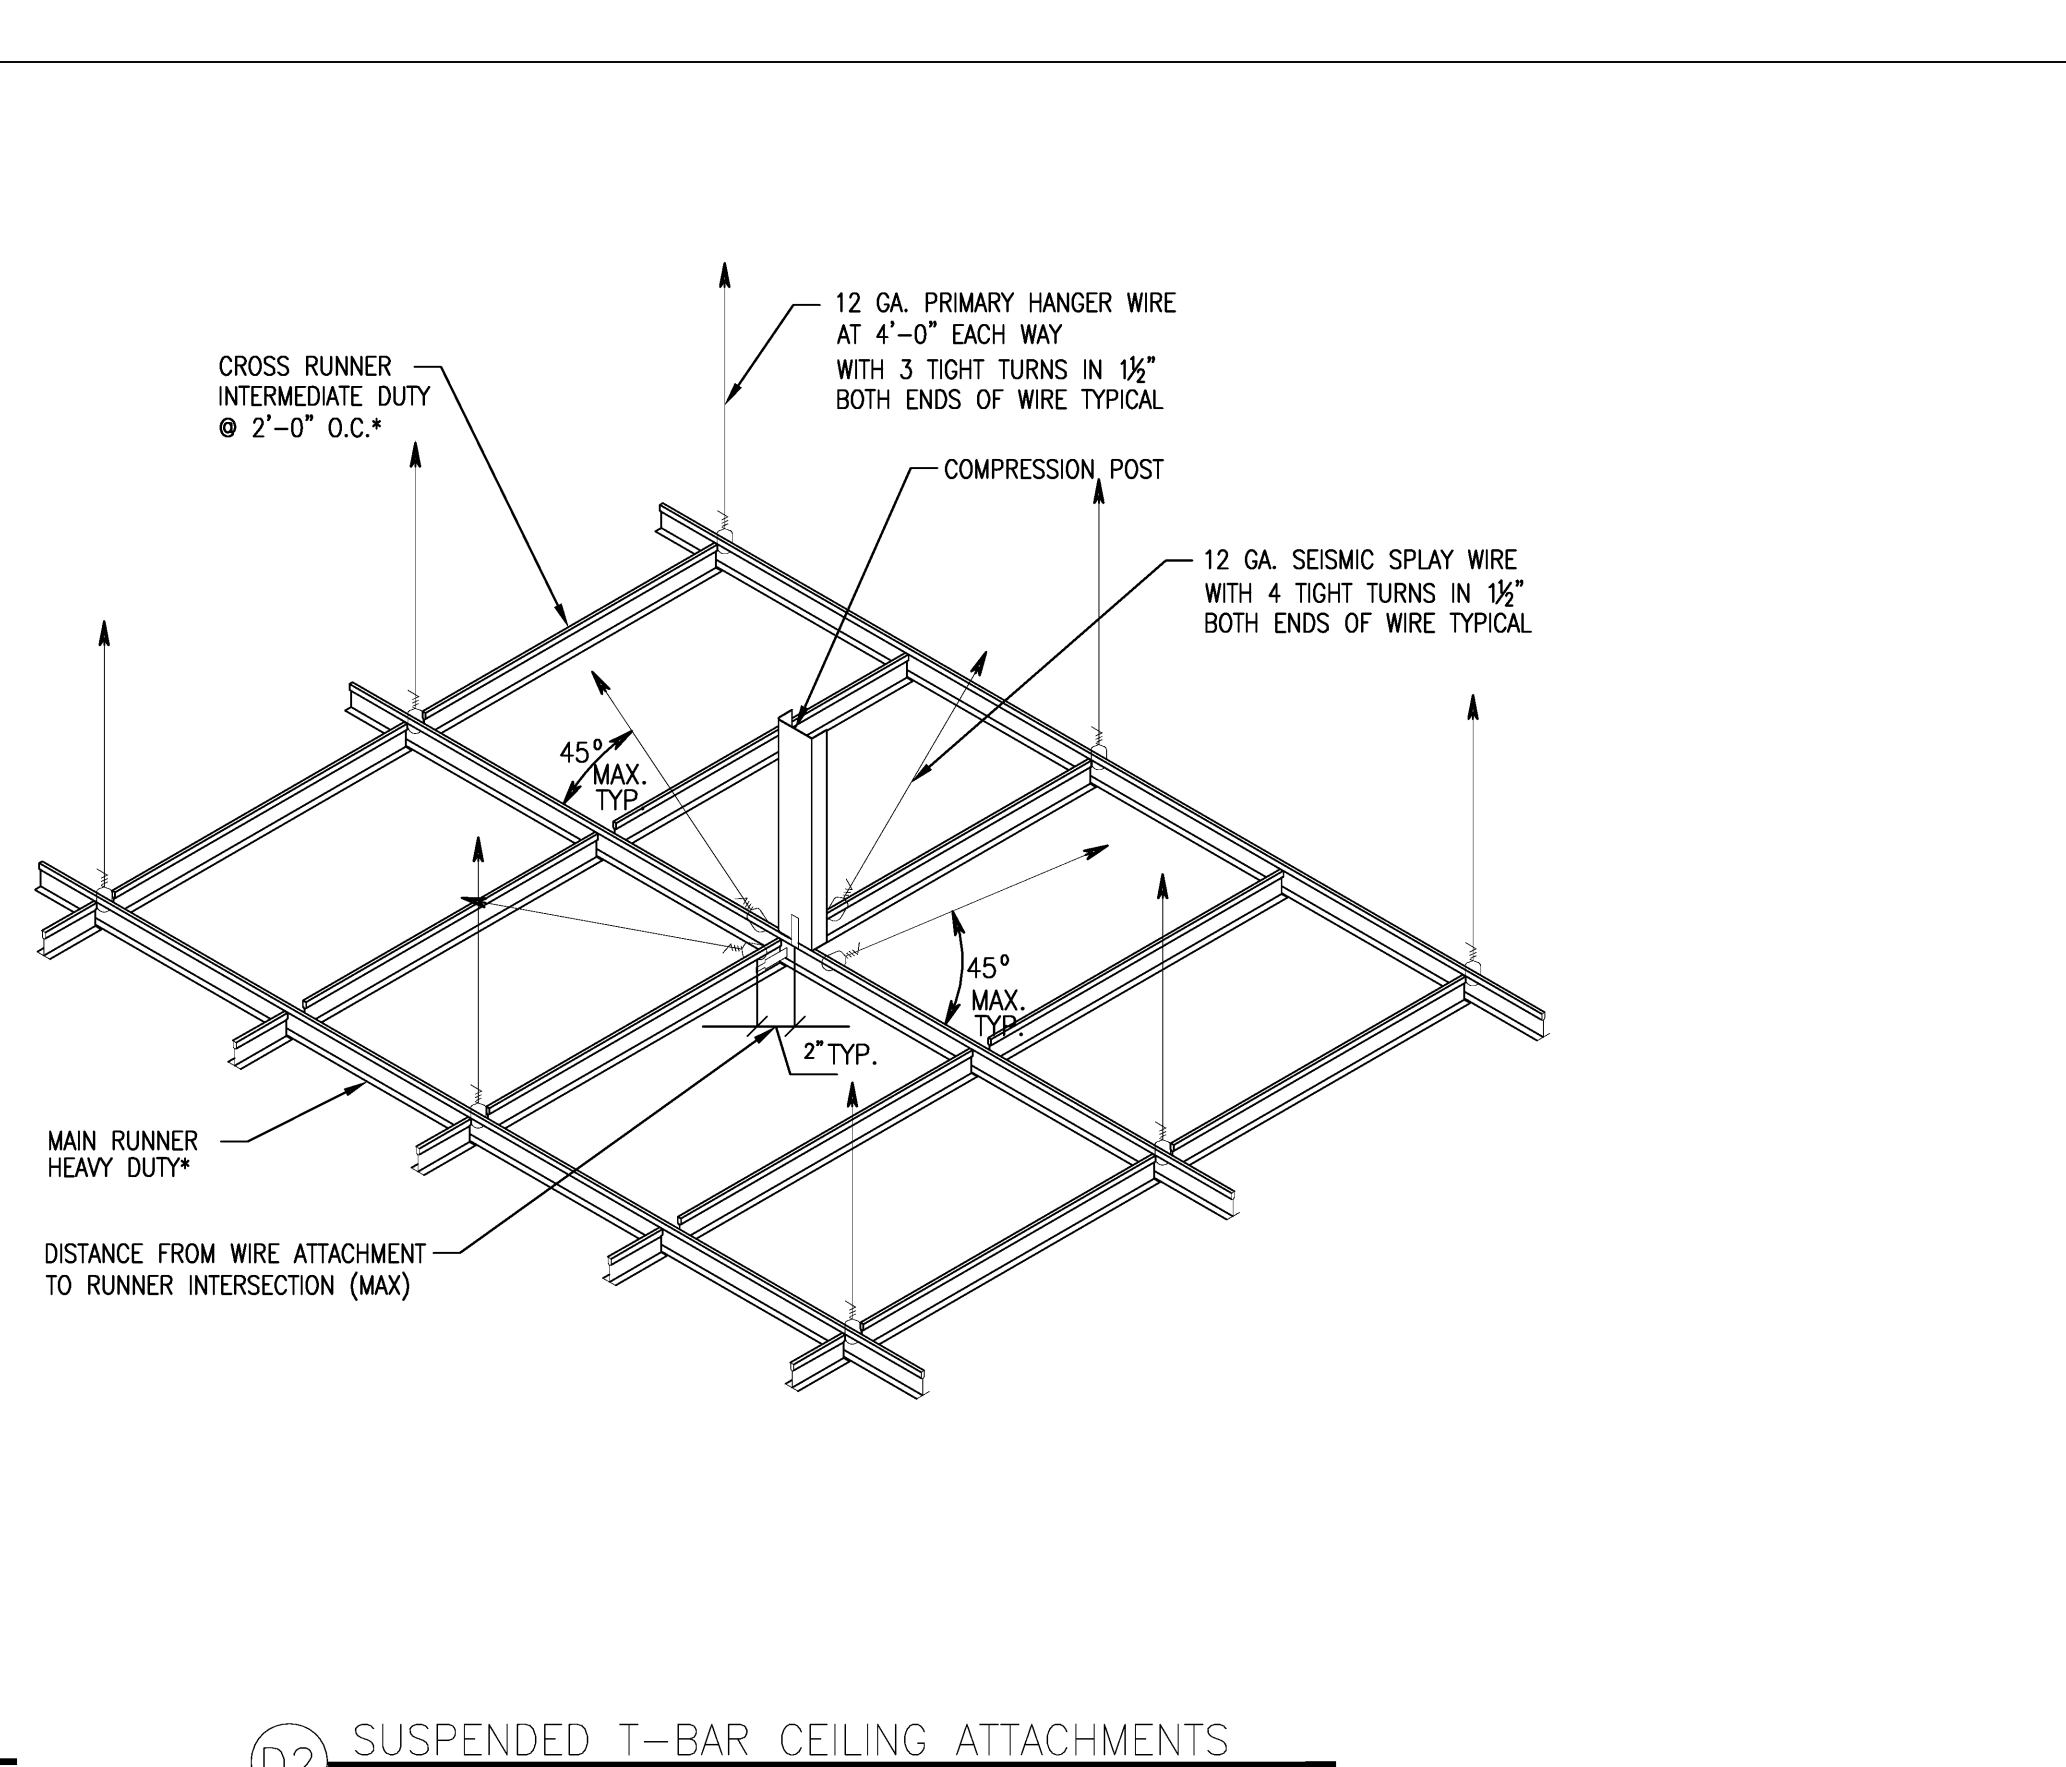 12 GA. PRIMARY HANGER WIRE
AT 4'-0" EACH WAY
WITH 3 TIGHT TURNS IN 1½"
BOTH ENDS OF WIRE TYPICAL
CROSS RUNNER
INTERMEDIATE DUTY
@ 2'-0" O.C.*
COMPRESSION POST
12 GA. SEISMIC SPLAY WIRE
WITH 4 TIGHT TURNS IN 1½"
BOTH ENDS OF WIRE TYPICAL
45°
MAX.
TYP.
45°
MAX.
TYP.
2" TYP.
MAIN RUNNER
HEAVY DUTY*
DISTANCE FROM WIRE ATTACHMENT
TO RUNNER INTERSECTION (MAX)
SUSPENDED T-BAR CEILING ATTACHMENTS